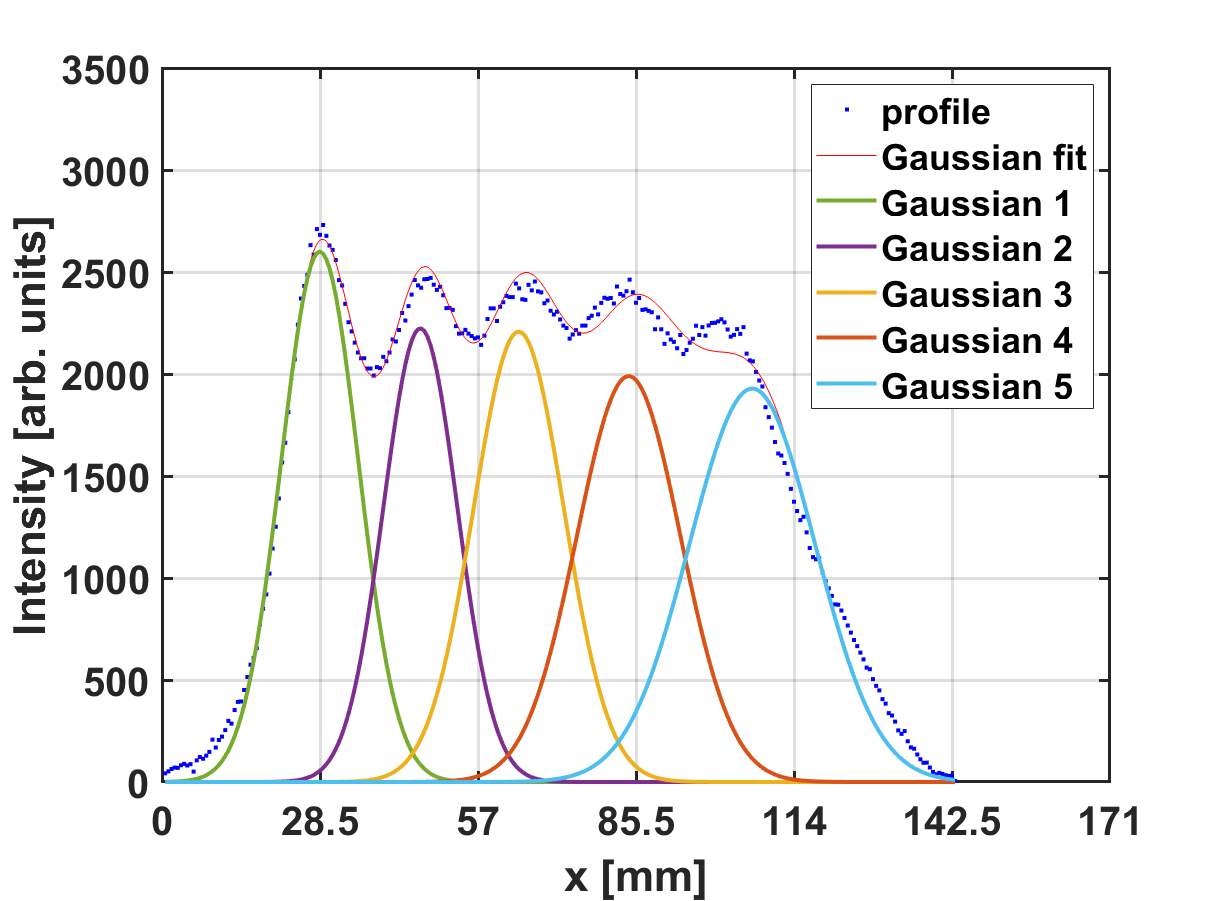 3500
3000
2500
2000
1500
1000
500
0
Intensity [arb. units]
0 28.5 57 85.5 114 142.5 171
x [mm]
profile
Gaussian fit
Gaussian 1
Gaussian 2
Gaussian 3
Gaussian 4
Gaussian 5